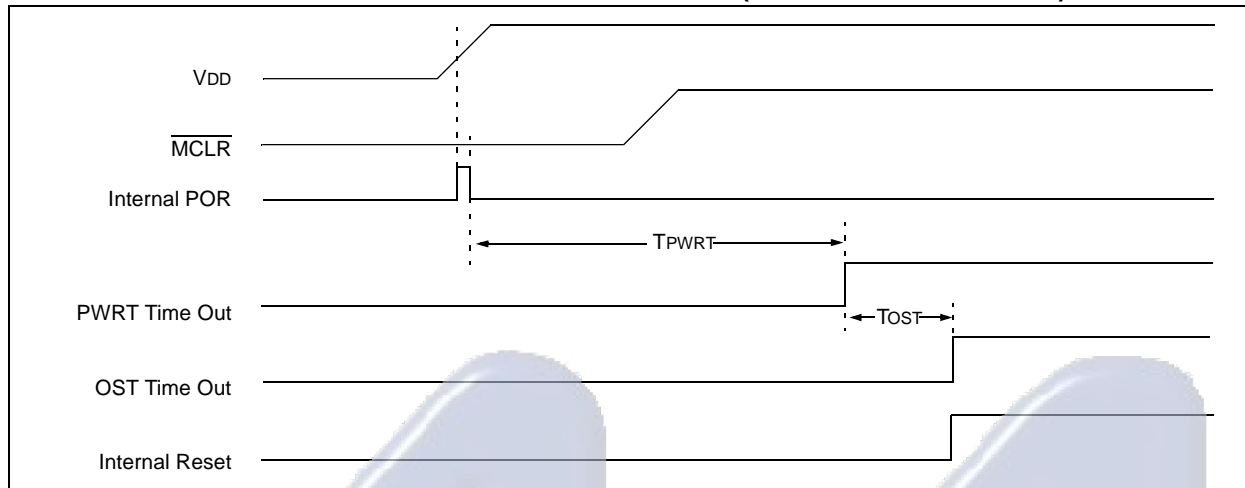 VDD
MCLR
Internal POR
TPWRT
PWRT Time Out
TOST
OST Time Out
Internal Reset